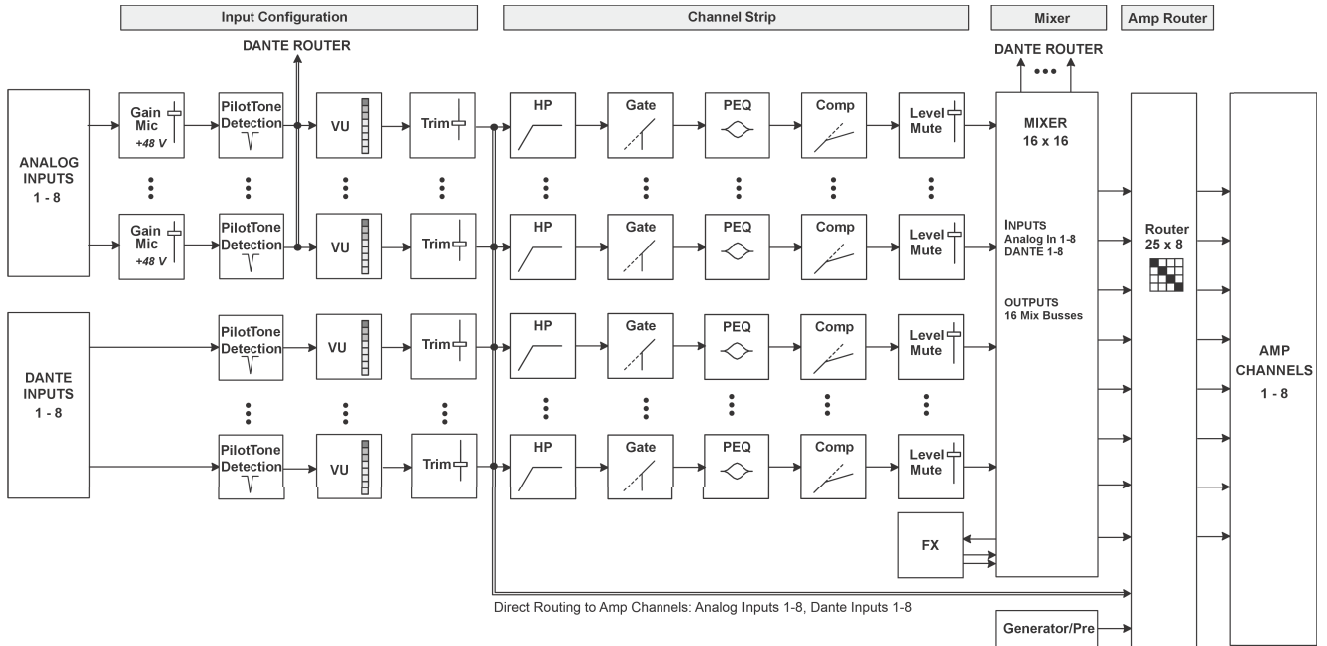 Input Configuration
Channel Strip
Mixer
Amp Router
DANTE ROUTER
DANTE ROUTER
ANALOG
INPUTS
1 - 8
Gain
Mic
+48 V
PilotTone
Detection
VU
Trim
HP
Gate
PEQ
Comp
Level
Mute
MIXER
16 x 16
Gain
Mic
+48 V
PilotTone
Detection
VU
Trim
HP
Gate
PEQ
Comp
Level
Mute
INPUTS
Analog In 1-8
DANTE 1-8
OUTPUTS
16 Mix Busses
Router
25 x 8
DANTE
INPUTS
1 - 8
PilotTone
Detection
VU
Trim
HP
Gate
PEQ
Comp
Level
Mute
AMP
CHANNELS
1 - 8
PilotTone
Detection
VU
Trim
HP
Gate
PEQ
Comp
Level
Mute
FX
Direct Routing to Amp Channels: Analog Inputs 1-8, Dante Inputs 1-8
Generator/Pre